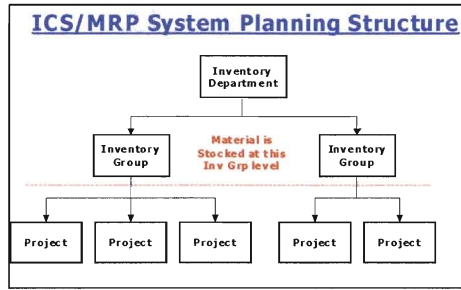 ICS/MRP System Planning Structure
Inventory
Department
Inventory
Group
Material is
Stocked at this
Inv Grp level
Inventory
Group
Project
Project
Project
Project
Project